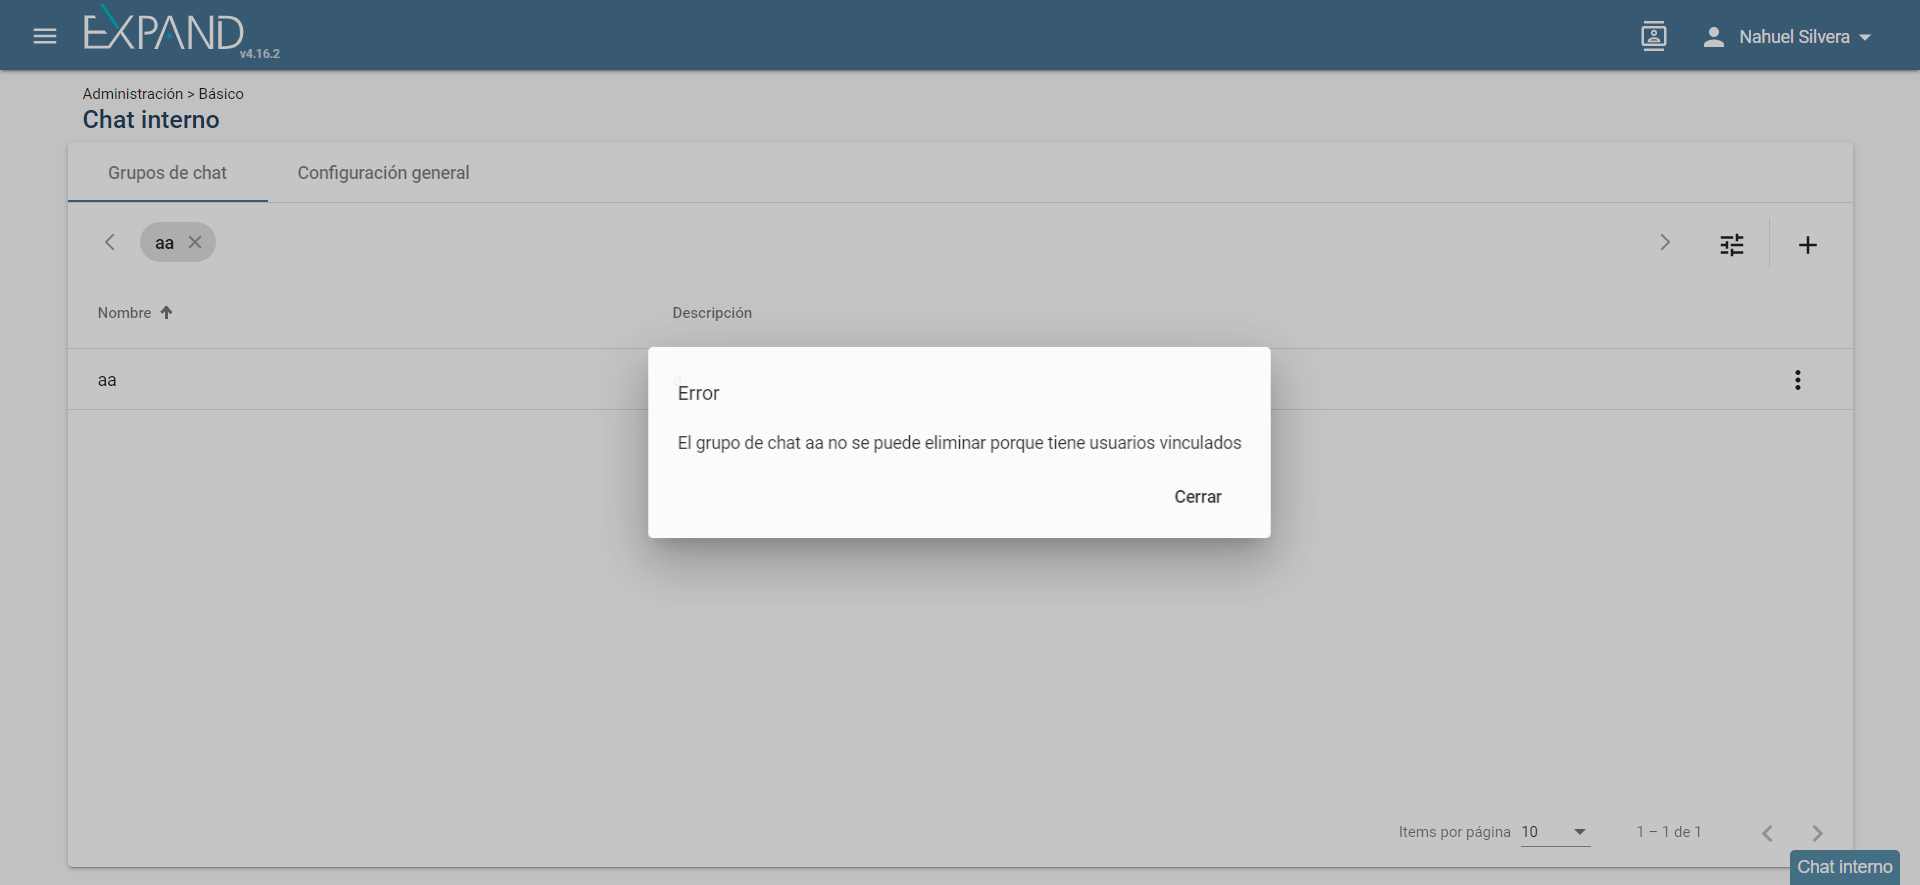 EXPAND
v4.16.2
Nahuel Silvera
Administración > Básico
Chat interno
Grupos de chat
Configuración general
aa
Nombre
Descripción
aa
a
Error
El grupo de chat aa no se puede eliminar porque tiene usuarios vinculados
Cerrar
Items por página
10
1 – 1 de 1
Chat interno